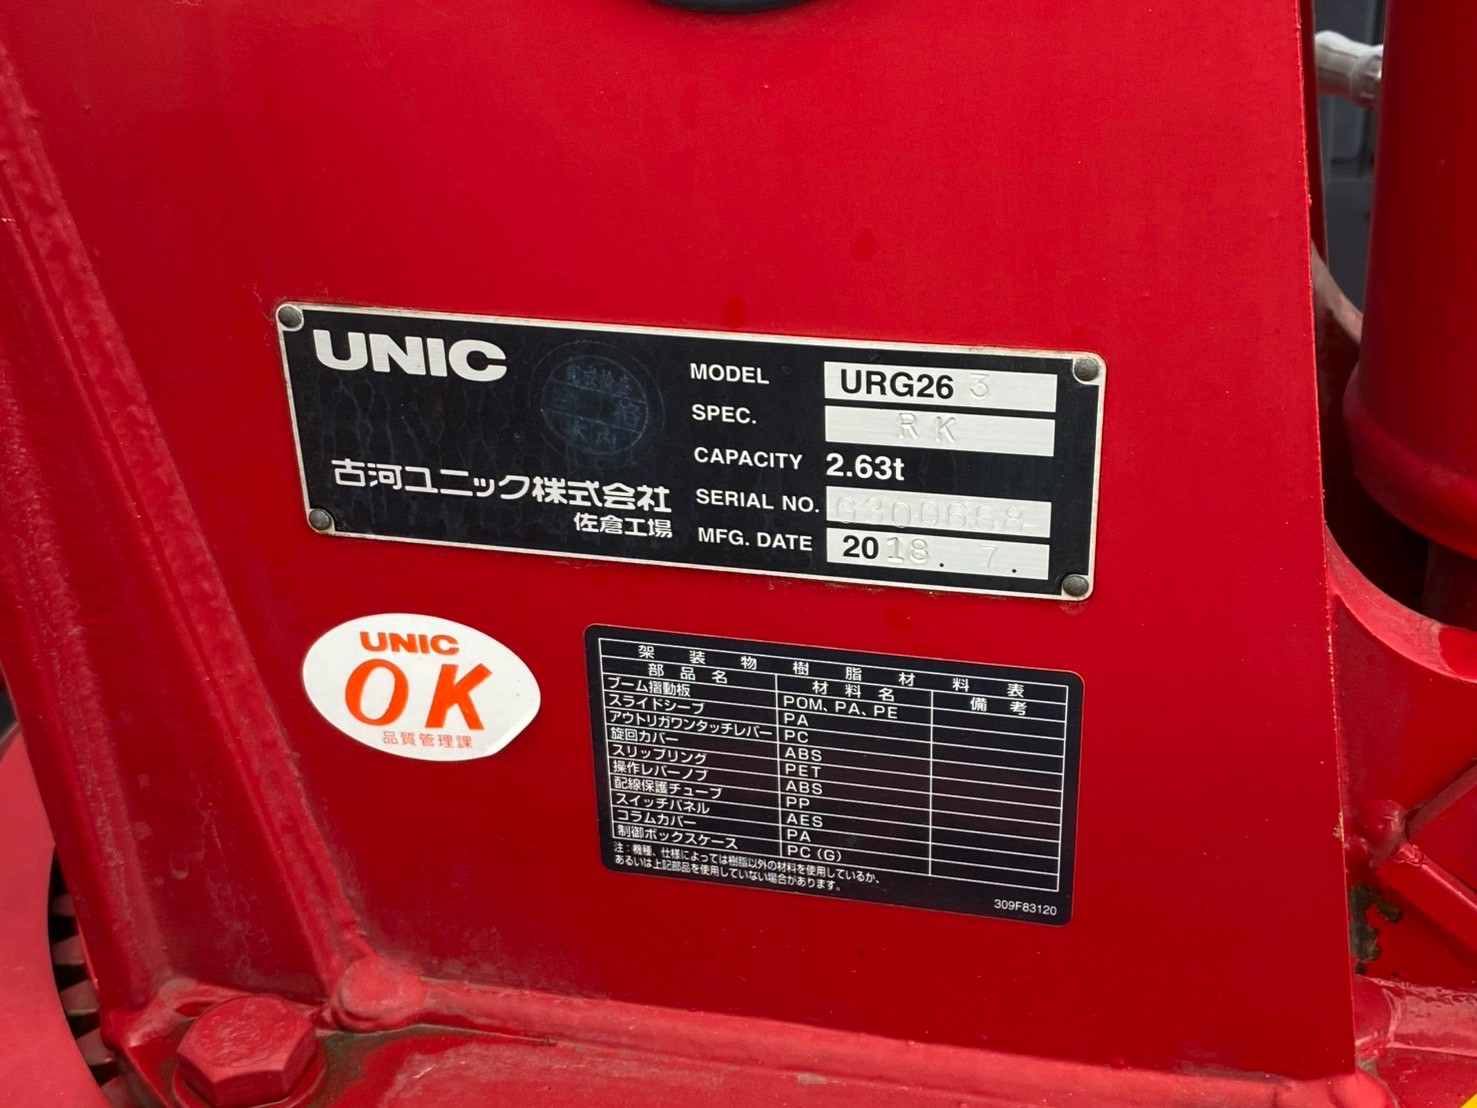 UNIC
古河ユニック株式会社
佐倉工場
MODEL URG26 3
SPEC. RK
CAPACITY 2.63t
SERIAL NO. G300668
MFG. DATE 2018. 7.
UNIC
OK
品質管理課
架装物樹脂材料表
部品名 材料名 備考
ブーム摺動板 POM、PA、PE
スライドシーブ PA
アウトリガワンタッチレバー PC
旋回カバー ABS
スリップリング PET
操作レバーノブ ABS
配線保護チューブ PP
スイッチパネル AES
コラムカバー PA
制御ボックスケース PC(G)
注:機種、仕様によっては樹脂以外の材料を使用しているか、
あるいは上記部品を使用していない場合があります。
309F83120